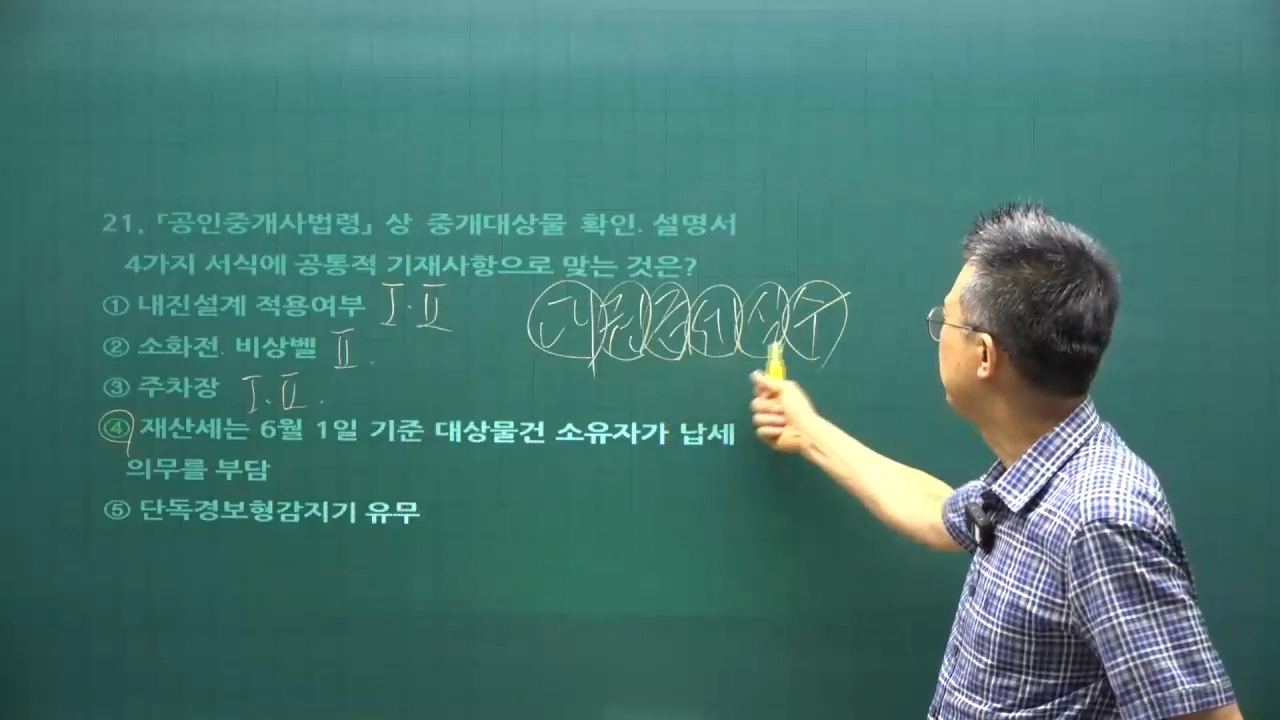 21. 「공인중개사법령」 상 중개대상물 확인. 설명서
4가지 서식에 공통적 기재사항으로 맞는 것은?
① 내진설계 적용여부 Ⅰ.Ⅱ
② 소화전. 비상벨 Ⅱ.
③ 주차장 Ⅰ.Ⅱ.
④ 재산세는 6월 1일 기준 대상물건 소유자가 납세
의무를 부담
⑤ 단독경보형감지기 유무